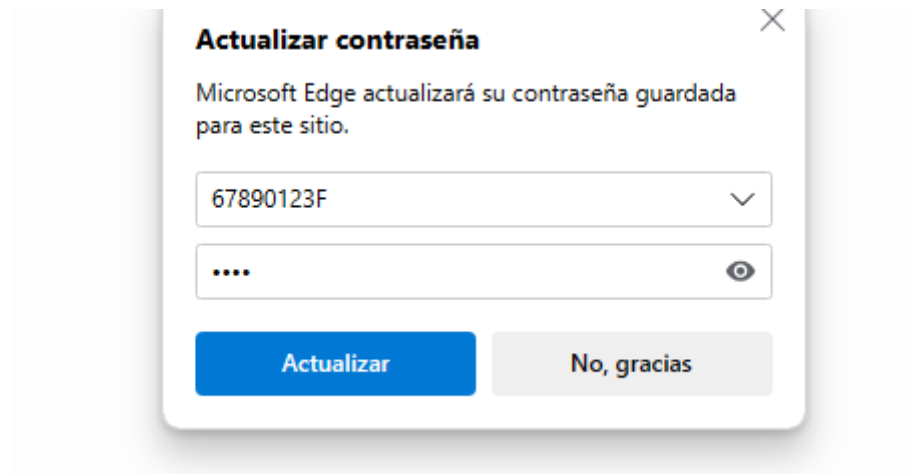 Actualizar contraseña
Microsoft Edge actualizará su contraseña guardada
para este sitio.
67890123F
••••
Actualizar
No, gracias